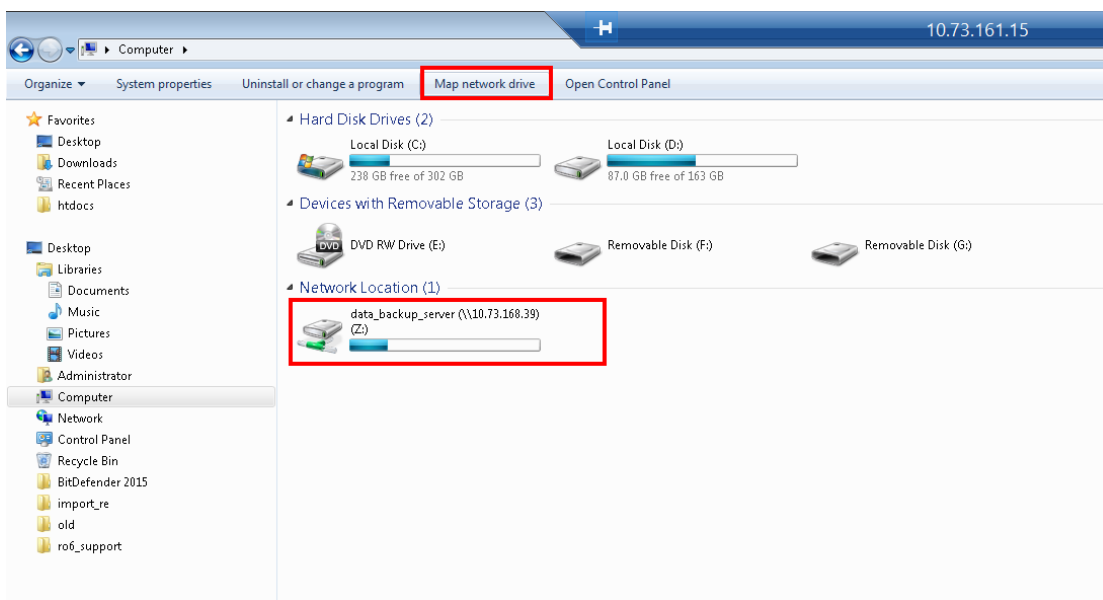 10.73.161.15
Computer
Organize System properties Uninstall or change a program Map network drive Open Control Panel
Favorites
Desktop
Downloads
Recent Places
htdocs
Desktop
Libraries
Documents
Music
Pictures
Videos
Administrator
Computer
Network
Control Panel
Recycle Bin
BitDefender 2015
import_re
old
ro6_support
Hard Disk Drives (2)
Local Disk (C:)
238 GB free of 302 GB
Local Disk (D:)
87.0 GB free of 163 GB
Devices with Removable Storage (3)
DVD
DVD RW Drive (E:)
Removable Disk (F:)
Removable Disk (G:)
Network Location (1)
data_backup_server (\\10.73.168.39)
(Z:)